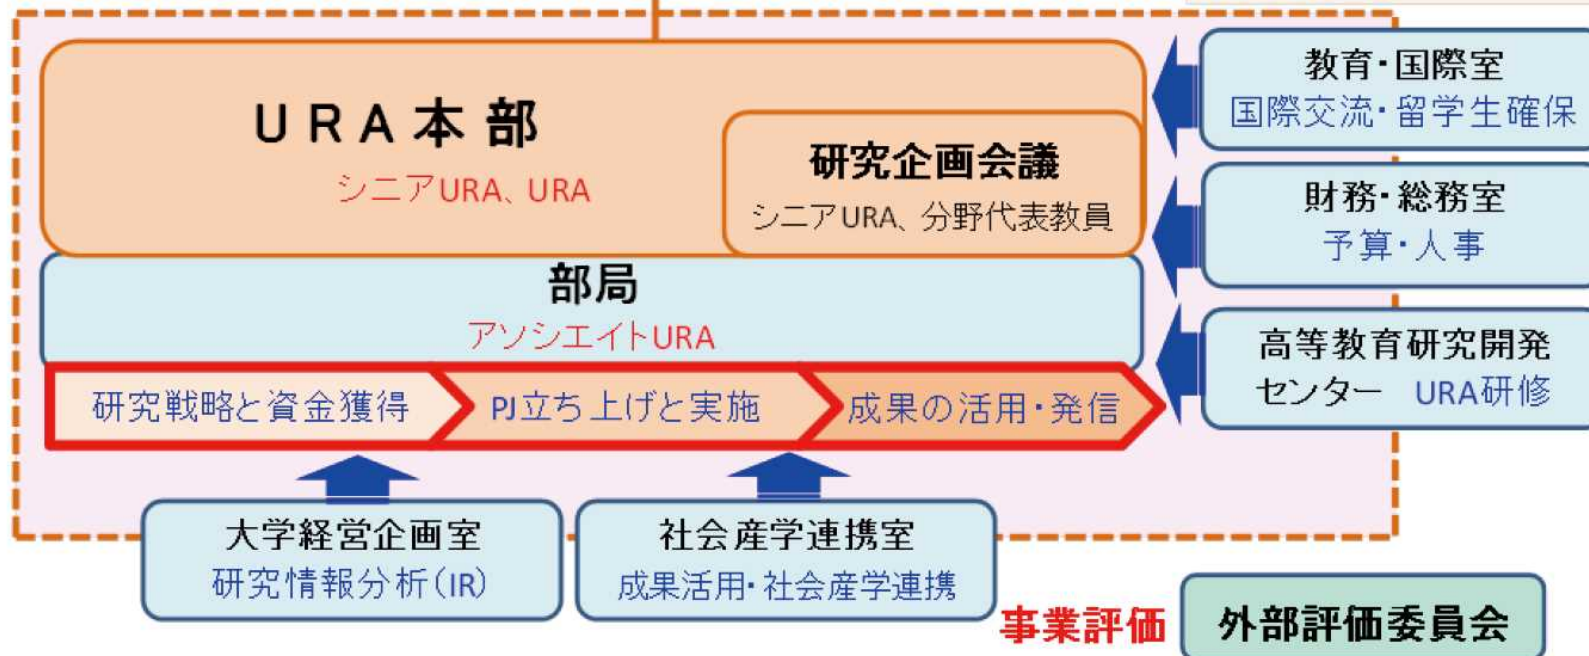 URA本部
シニアURA、URA
研究企画会議
シニアURA、分野代表教員
部局
アソシエイトURA
研究戦略と資金獲得
PJ立ち上げと実施
成果の活用・発信
教育・国際室
国際交流・留学生確保
財務・総務室
予算・人事
高等教育研究開発
センター URA研修
大学経営企画室
研究情報分析(IR)
社会産学連携室
成果活用・社会産学連携
事業評価
外部評価委員会